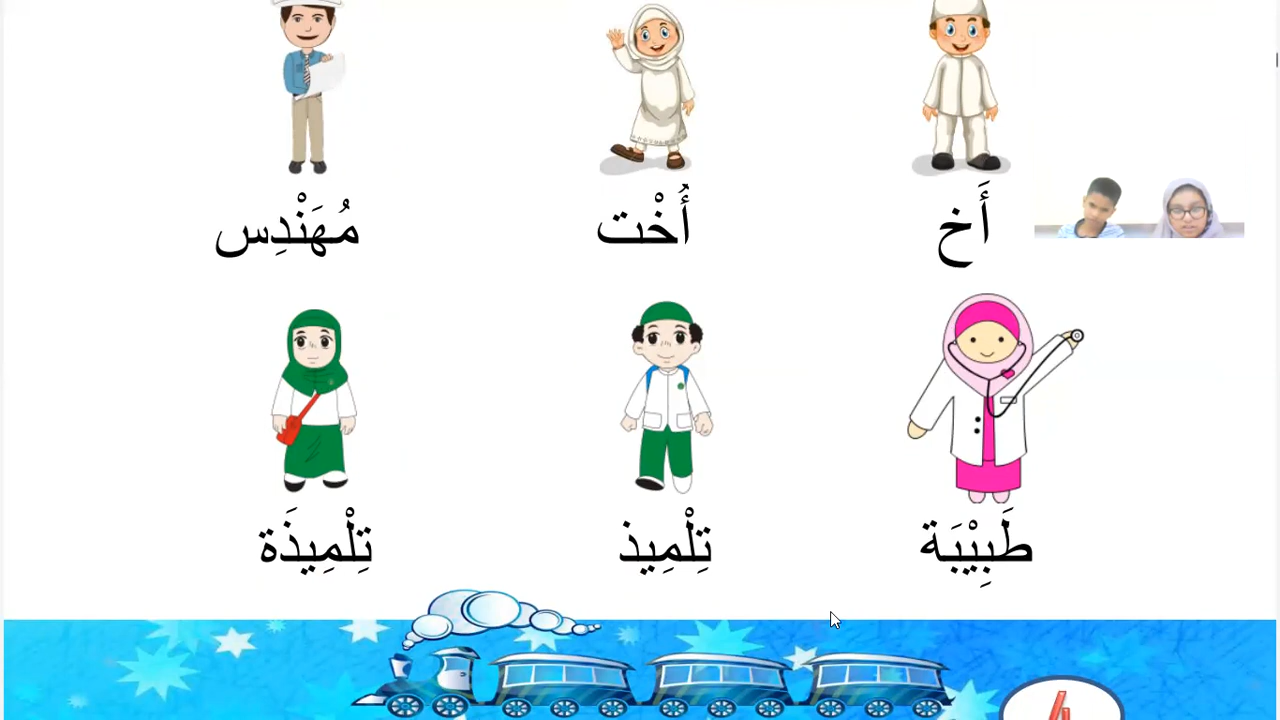 أَخ أُخْت مُهَنْدِس
طَبِيْبَة تِلْمِيذ تِلْمِيذَة